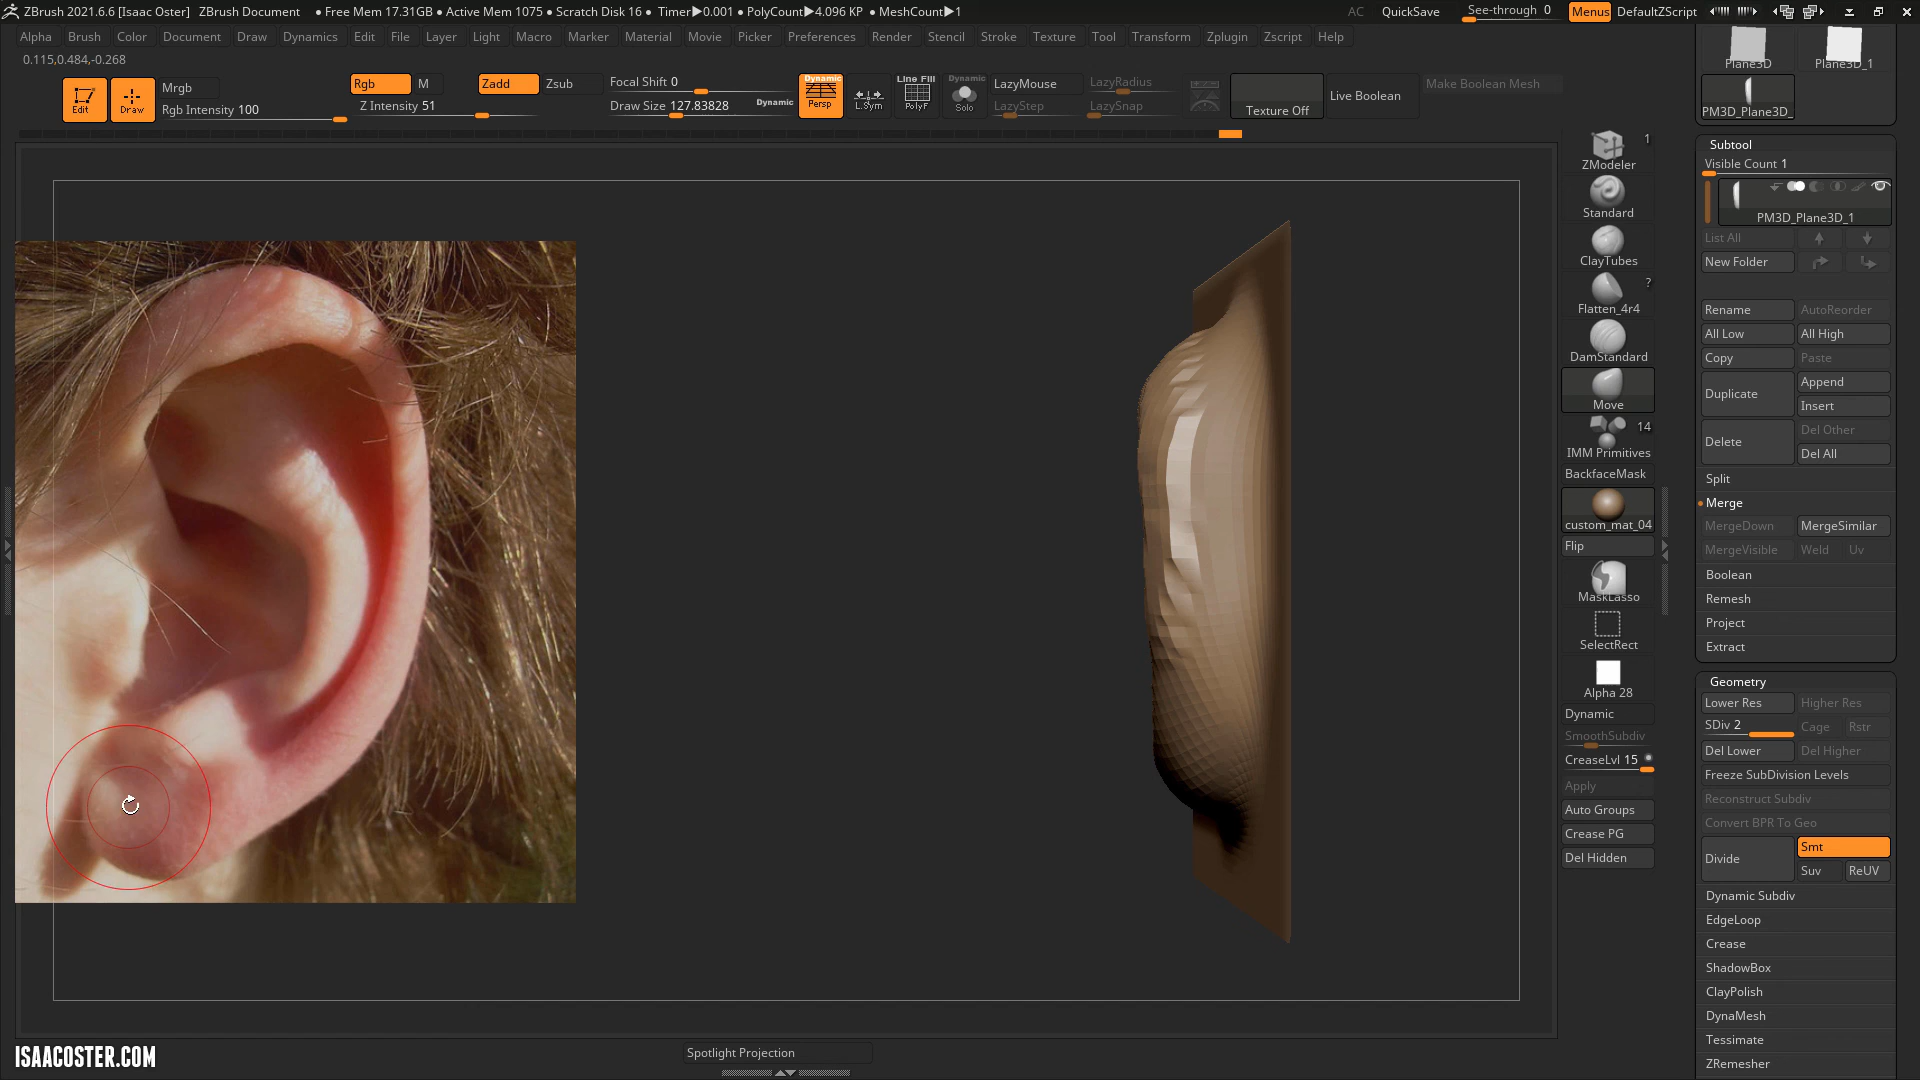 ZBrush 2021.6.6 [Isaac Oster] ZBrush Document ● Free Mem 17.31GB ● Active Mem 1075 ● Scratch Disk 16 ● Timer▶0.001 ● PolyCount▶4.096 KP ● MeshCount▶1 AC QuickSave See-through 0 Menus DefaultZScript
Alpha Brush Color Document Draw Dynamics Edit File Layer Light Macro Marker Material Movie Picker Preferences Render Stencil Stroke Texture Tool Transform Zplugin Zscript Help
0.115,0.484,-0.268
Edit
Draw
Mrgb
Rgb Intensity 100
Rgb M
Z Intensity 51
Zadd Zsub
Focal Shift 0
Draw Size 127.83828 Dynamic
Dynamic
Persp
L.Sym
Line Fill
PolyF
Dynamic
Solo
LazyMouse
LazyStep
LazyRadius
LazySnap
Texture Off
Live Boolean
Make Boolean Mesh
1
ZModeler
Standard
ClayTubes
?
Flatten_4r4
DamStandard
Move
14
IMM Primitives
BackfaceMask
custom_mat_04
Flip
MaskLasso
SelectRect
Alpha 28
Dynamic
SmoothSubdiv
CreaseLvl 15
Apply
Auto Groups
Crease PG
Del Hidden
Plane3D Plane3D_1
PM3D_Plane3D_
Subtool
Visible Count 1
PM3D_Plane3D_1
List All
New Folder
Rename AutoReorder
All Low All High
Copy Paste
Duplicate Append
Insert
Delete Del Other
Del All
Split
Merge
MergeDown MergeSimilar
MergeVisible Weld Uv
Boolean
Remesh
Project
Extract
Geometry
Lower Res Higher Res
SDiv 2 Cage Rstr
Del Lower Del Higher
Freeze SubDivision Levels
Reconstruct Subdiv
Convert BPR To Geo
Divide Smt
Suv ReUV
Dynamic Subdiv
EdgeLoop
Crease
ShadowBox
ClayPolish
DynaMesh
Tessimate
ZRemesher
Spotlight Projection
ISAACOSTER.COM